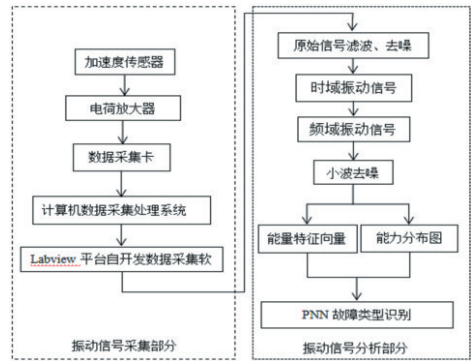 加速度传感器
电荷放大器
数据采集卡
计算机数据采集处理系统
Labview 平台自开发数据采集软
振动信号采集部分
原始信号滤波、去噪
时域振动信号
频域振动信号
小波去噪
能量特征向量
能力分布图
PNN 故障类型识别
振动信号分析部分